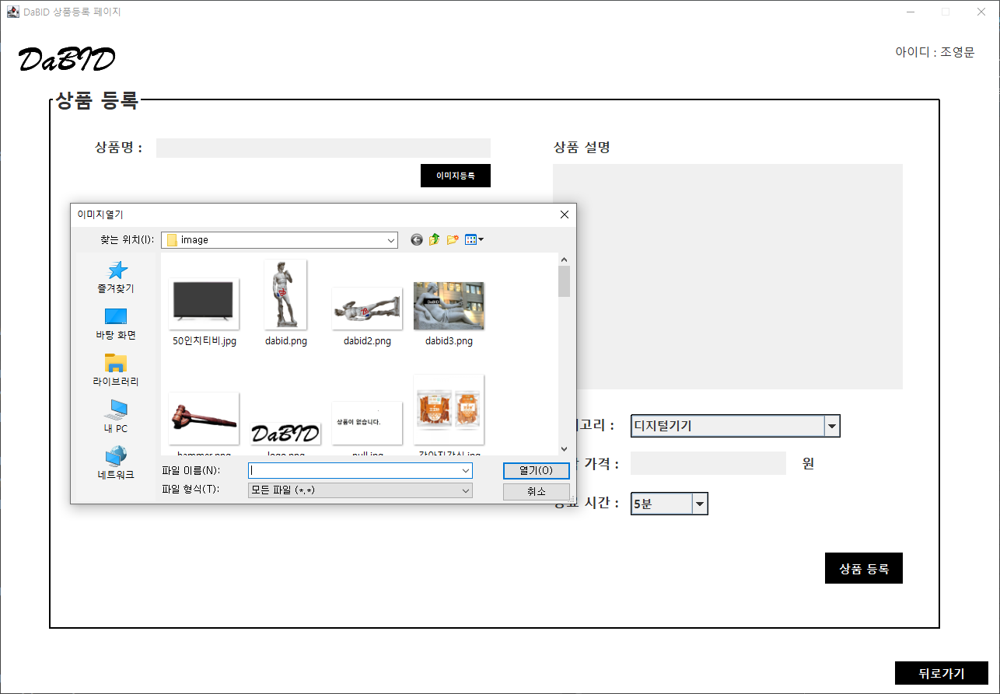 DaBID 상품등록 페이지
DaBID
아이디 : 조영문
상품 등록
상품명 :
상품 설명
이미지등록
이미지열기
찾는 위치(I):
image
즐겨찾기
바탕 화면
라이브러리
내 PC
네트워크
50인치티비.jpg
dabid.png
dabid2.png
dabid3.png
DaBID
상품이 없습니다.
hammer.png
logo.png
null.jpg
강아지간식.jpg
파일 이름(N):
열기(O)
파일 형식(T):
모든 파일 (*.*)
취소
고리 :
디지털기기
가격 :
원
시간 :
5분
상품 등록
뒤로가기